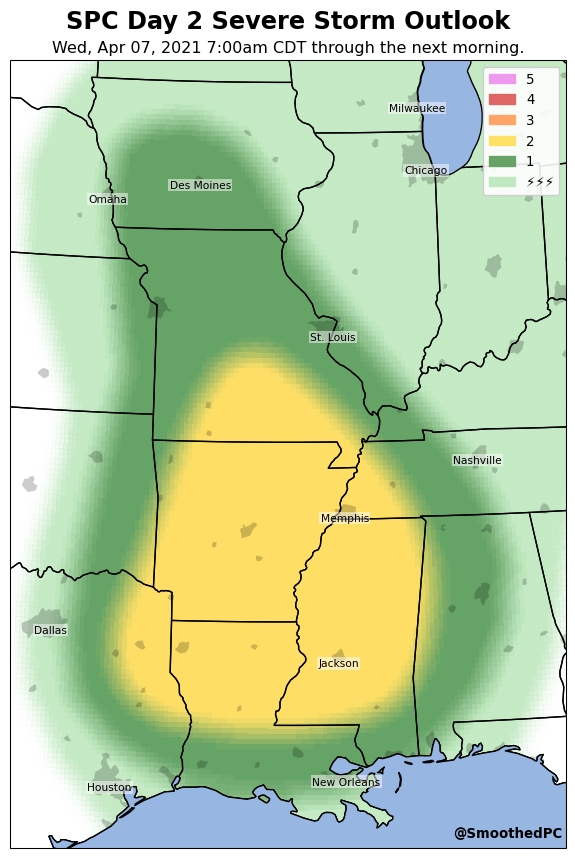 SPC Day 2 Severe Storm Outlook
Wed, Apr 07, 2021 7:00am CDT through the next morning.
5
4
3
2
1
⚡⚡⚡
Milwaukee
Chicago
Des Moines
Omaha
St. Louis
Nashville
Memphis
Dallas
Jackson
New Orleans
Houston
@SmoothedPC